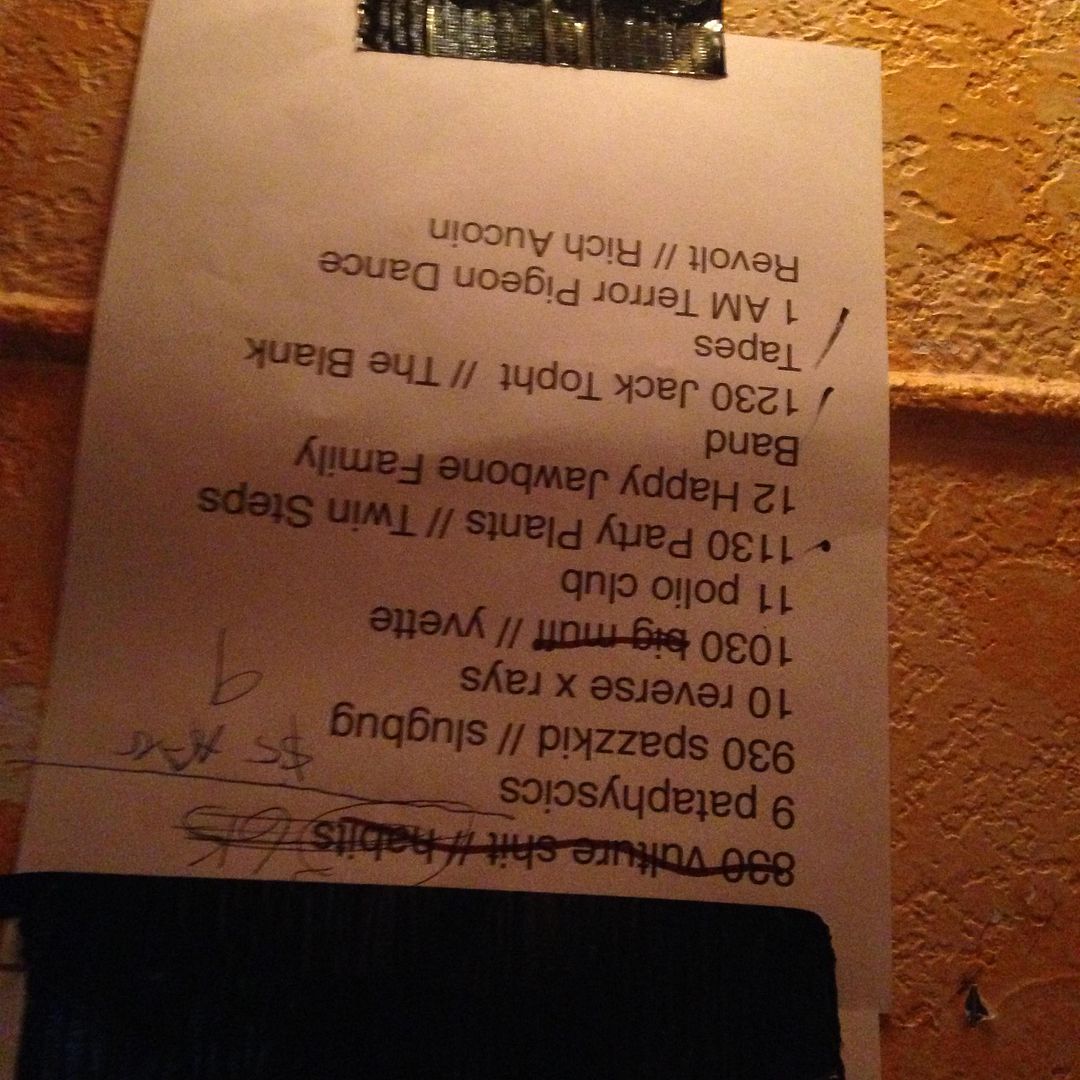 830 vulture shit // habits
9 pataphyscics
930 spazzkid // slugbug
10 reverse x rays
1030 big muff // yvette
11 polio club
1130 Party Plants // Twin Steps
12 Happy Jawbone Family
Band
1230 Jack Topht // The Blank
Tapes
1 AM Terror Pigeon Dance
Revolt // Rich Aucoin